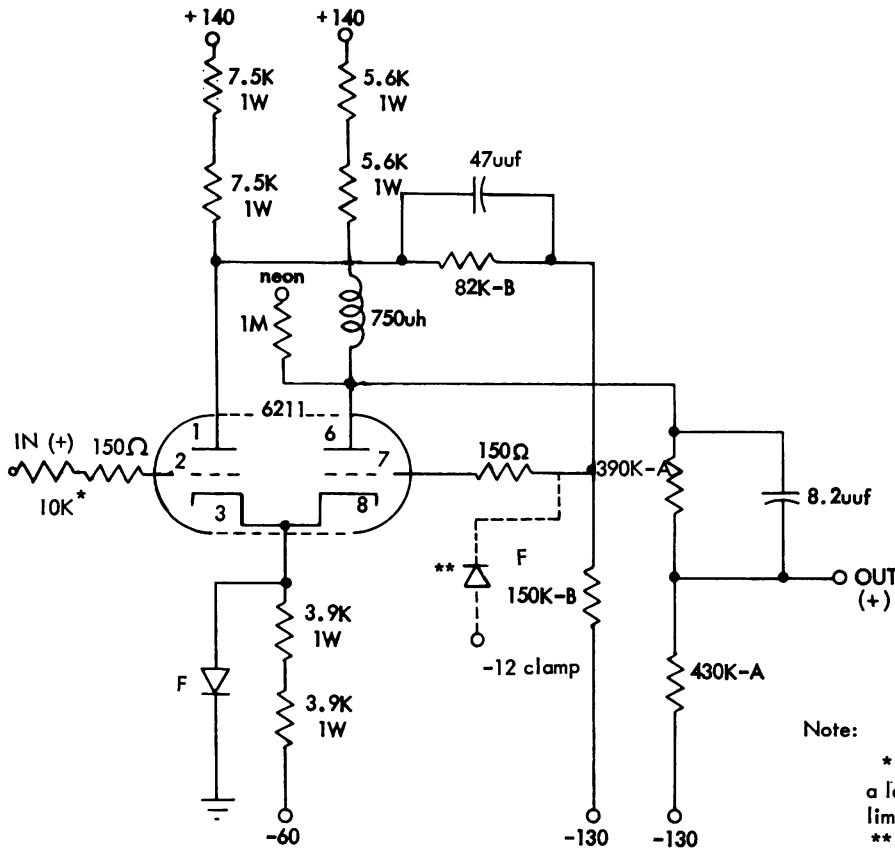 +140
+140
7.5K
1W
5.6K
1W
7.5K
1W
5.6K
1W
47uuf
82K-B
neon
1M
750uh
6211
1
6
IN (+)
150Ω
2
7
150Ω
390K-A
10K*
3
8
8.2uuf
**
F
OUT
(+)
150K-B
3.9K
1W
-12 clamp
430K-A
F
3.9K
1W
Note:
*
**
-60
-130
-130